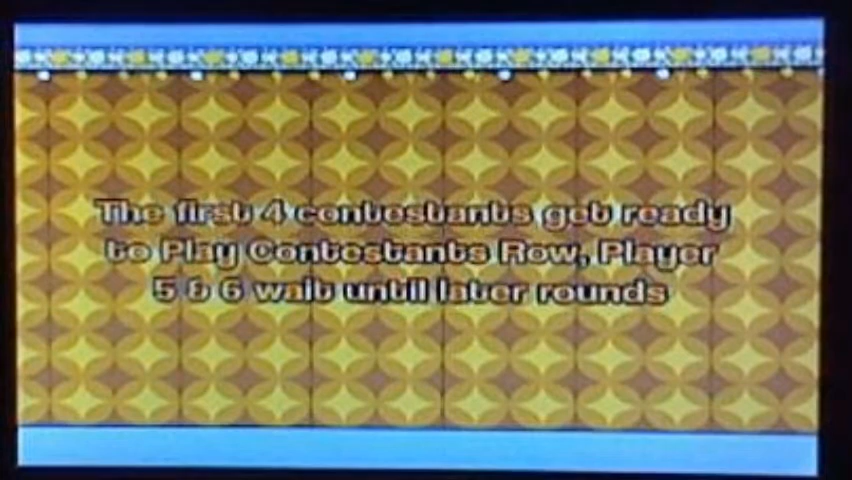 The first 4 contestants get ready
to Play Contestants Row, Player
5 & 6 wait until later rounds